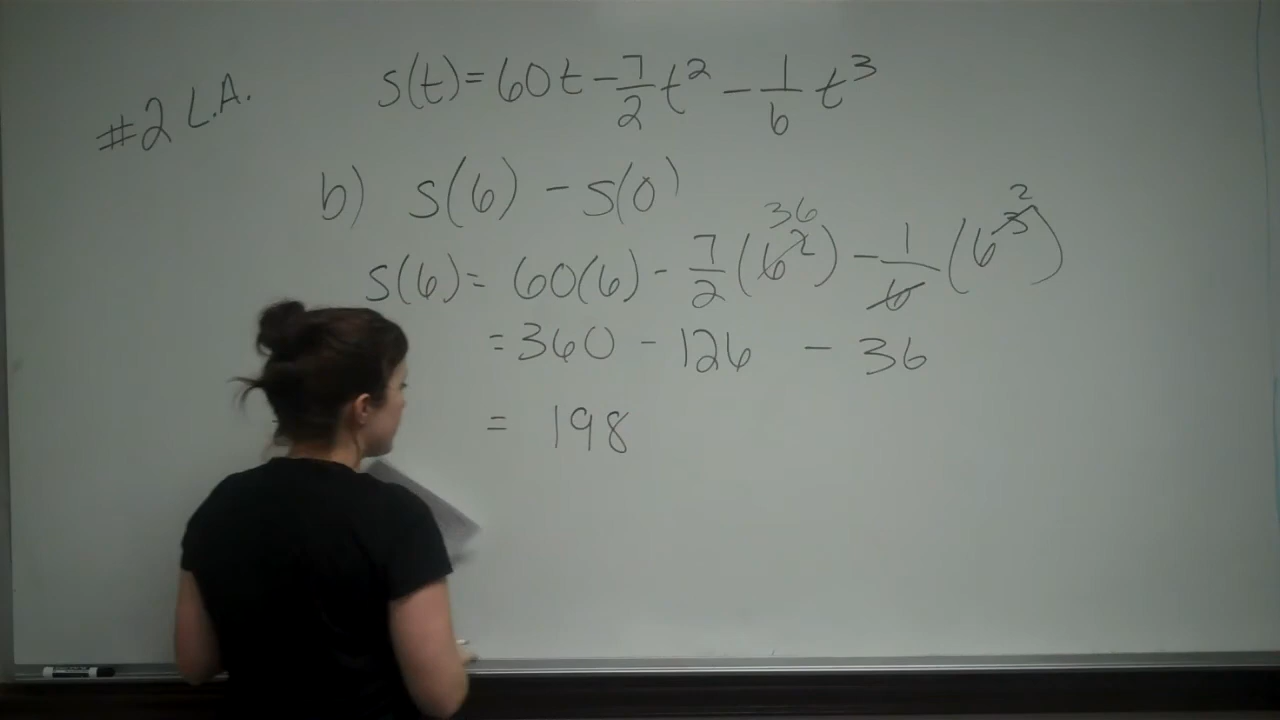 #2 L.A.
s(t) = 60t - 7/2 t² - 1/6 t³
b) s(6) - s(0)
36 2
s(6) = 60(6) - 7/2 (6²) - 1/6 (6³)
= 360 - 126 - 36
= 198